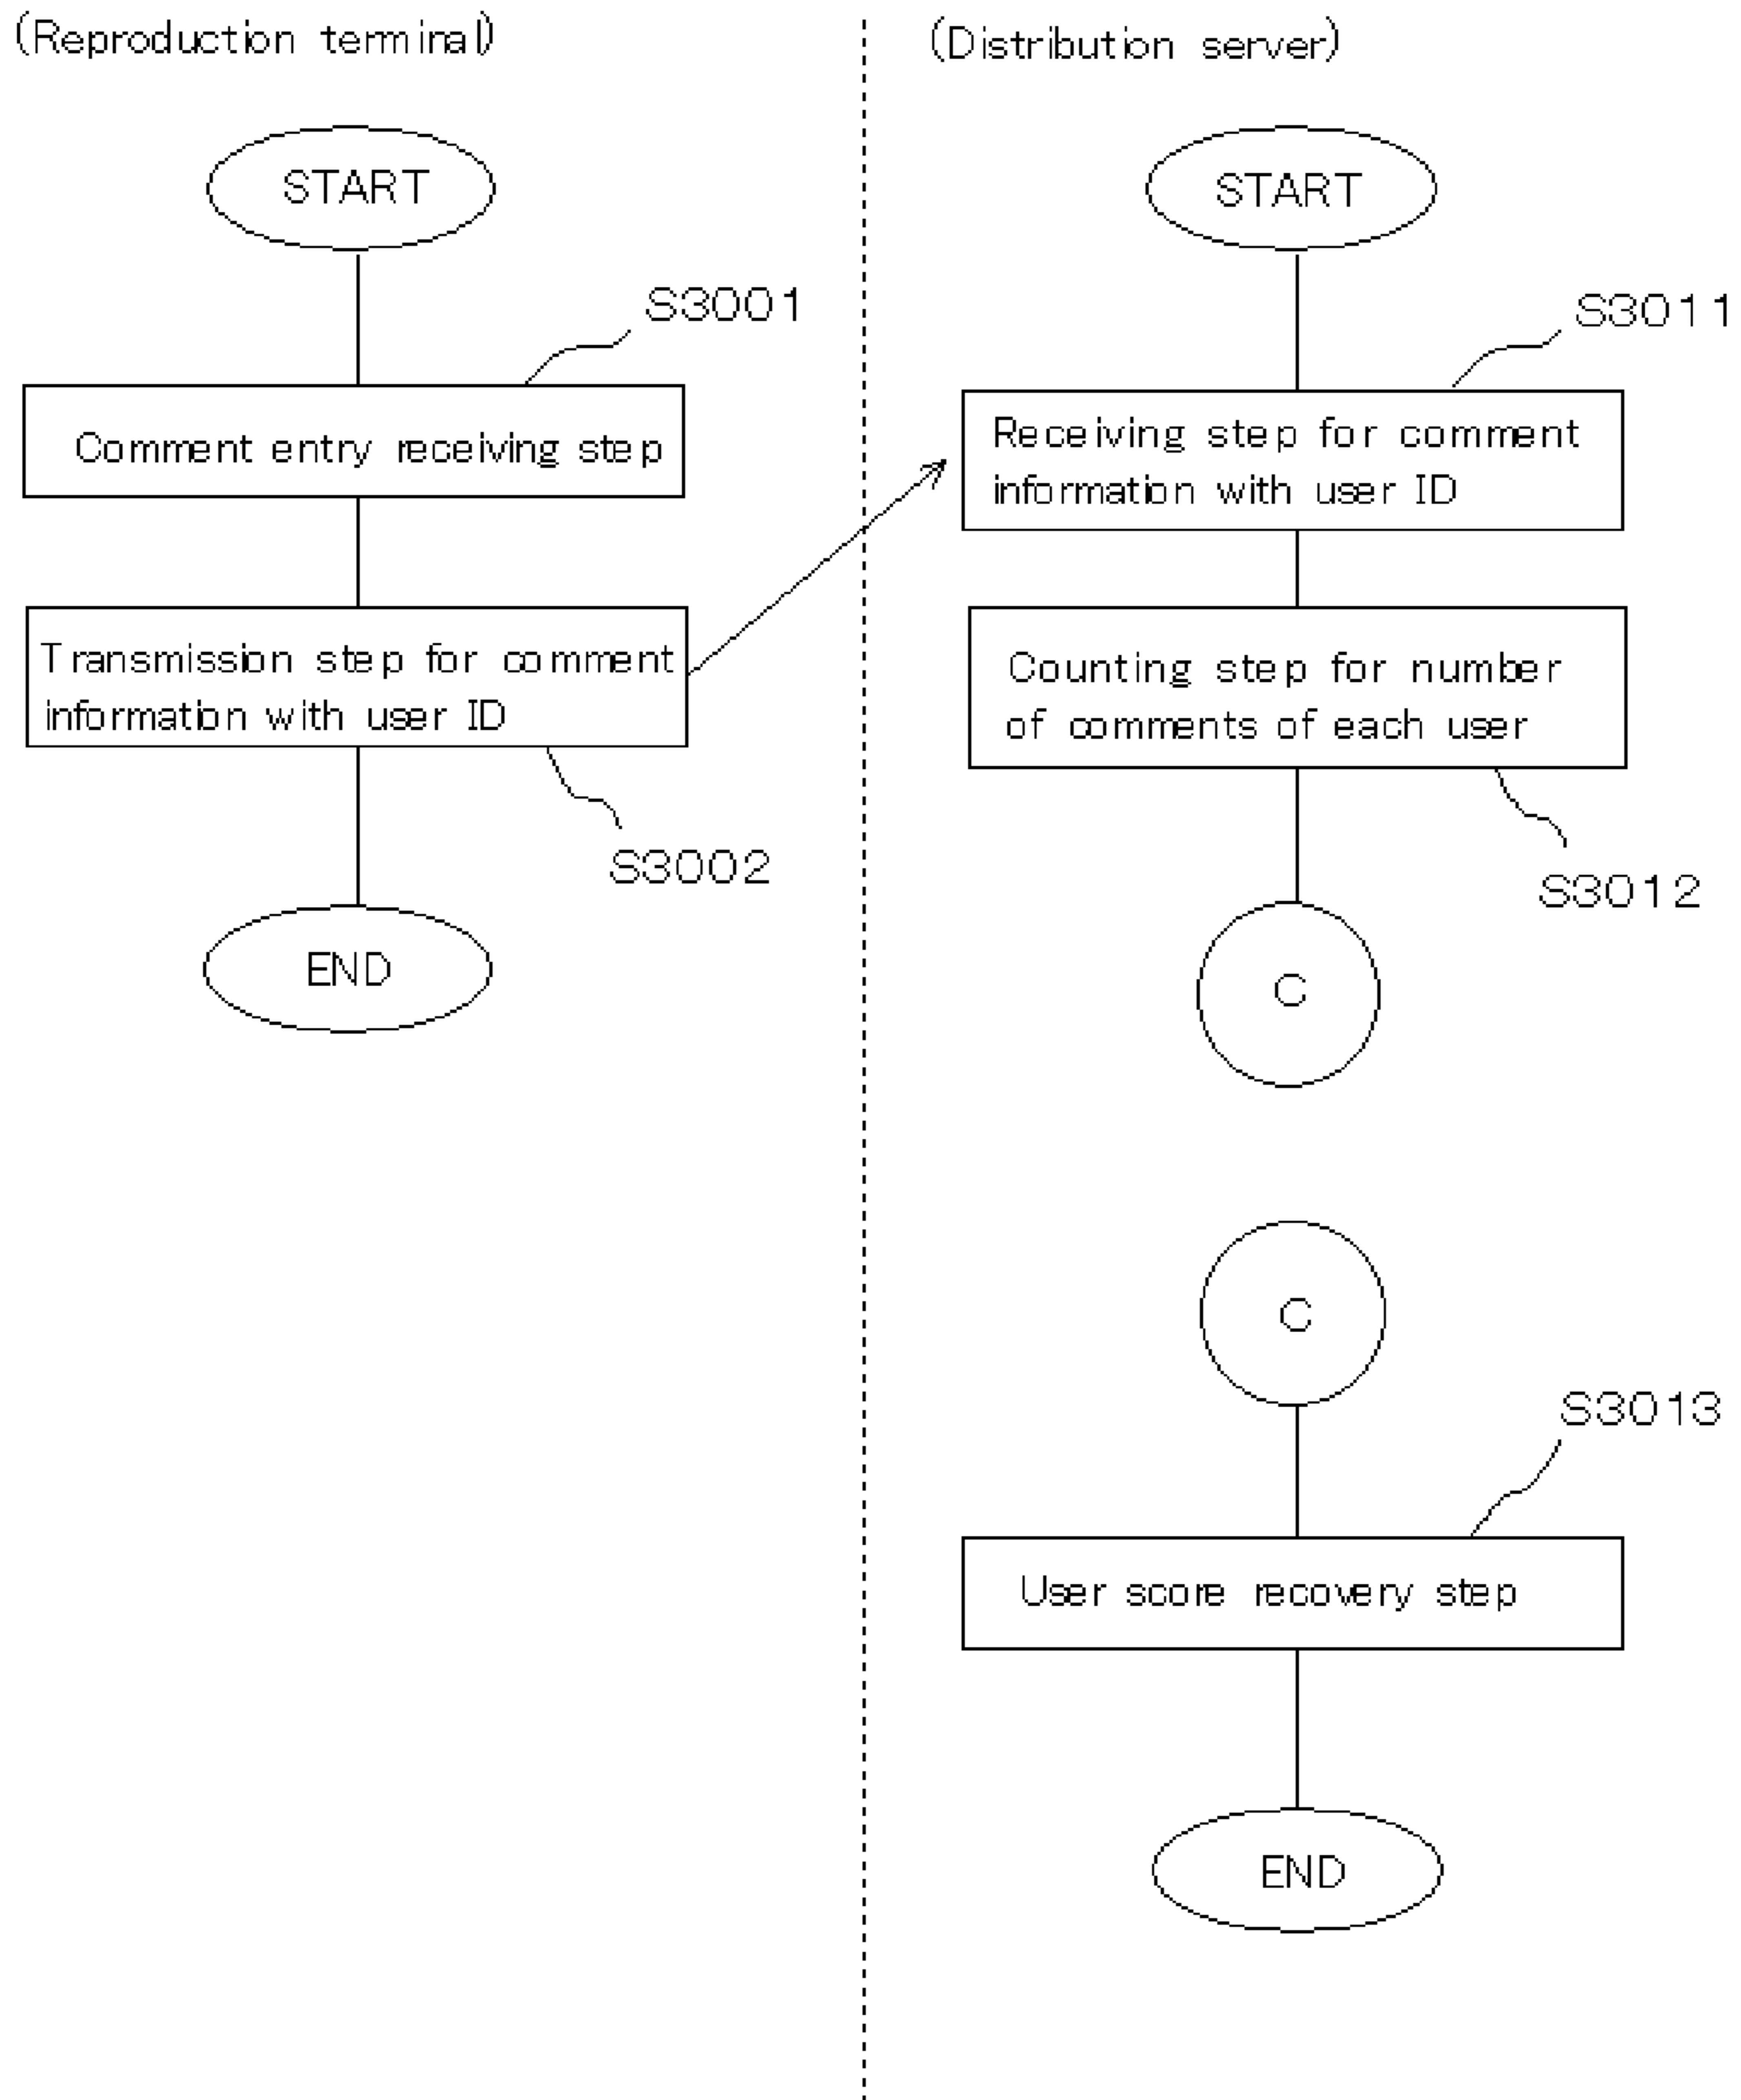 (Reproduction terminal)
START
S3001
Comment entry receiving step
Transmission step for comment
information with user ID
S3002
END
(Distribution server)
START
S3011
Receiving step for comment
information with user ID
Counting step for number
of comments of each user
S3012
C
C
S3013
User score recovery step
END